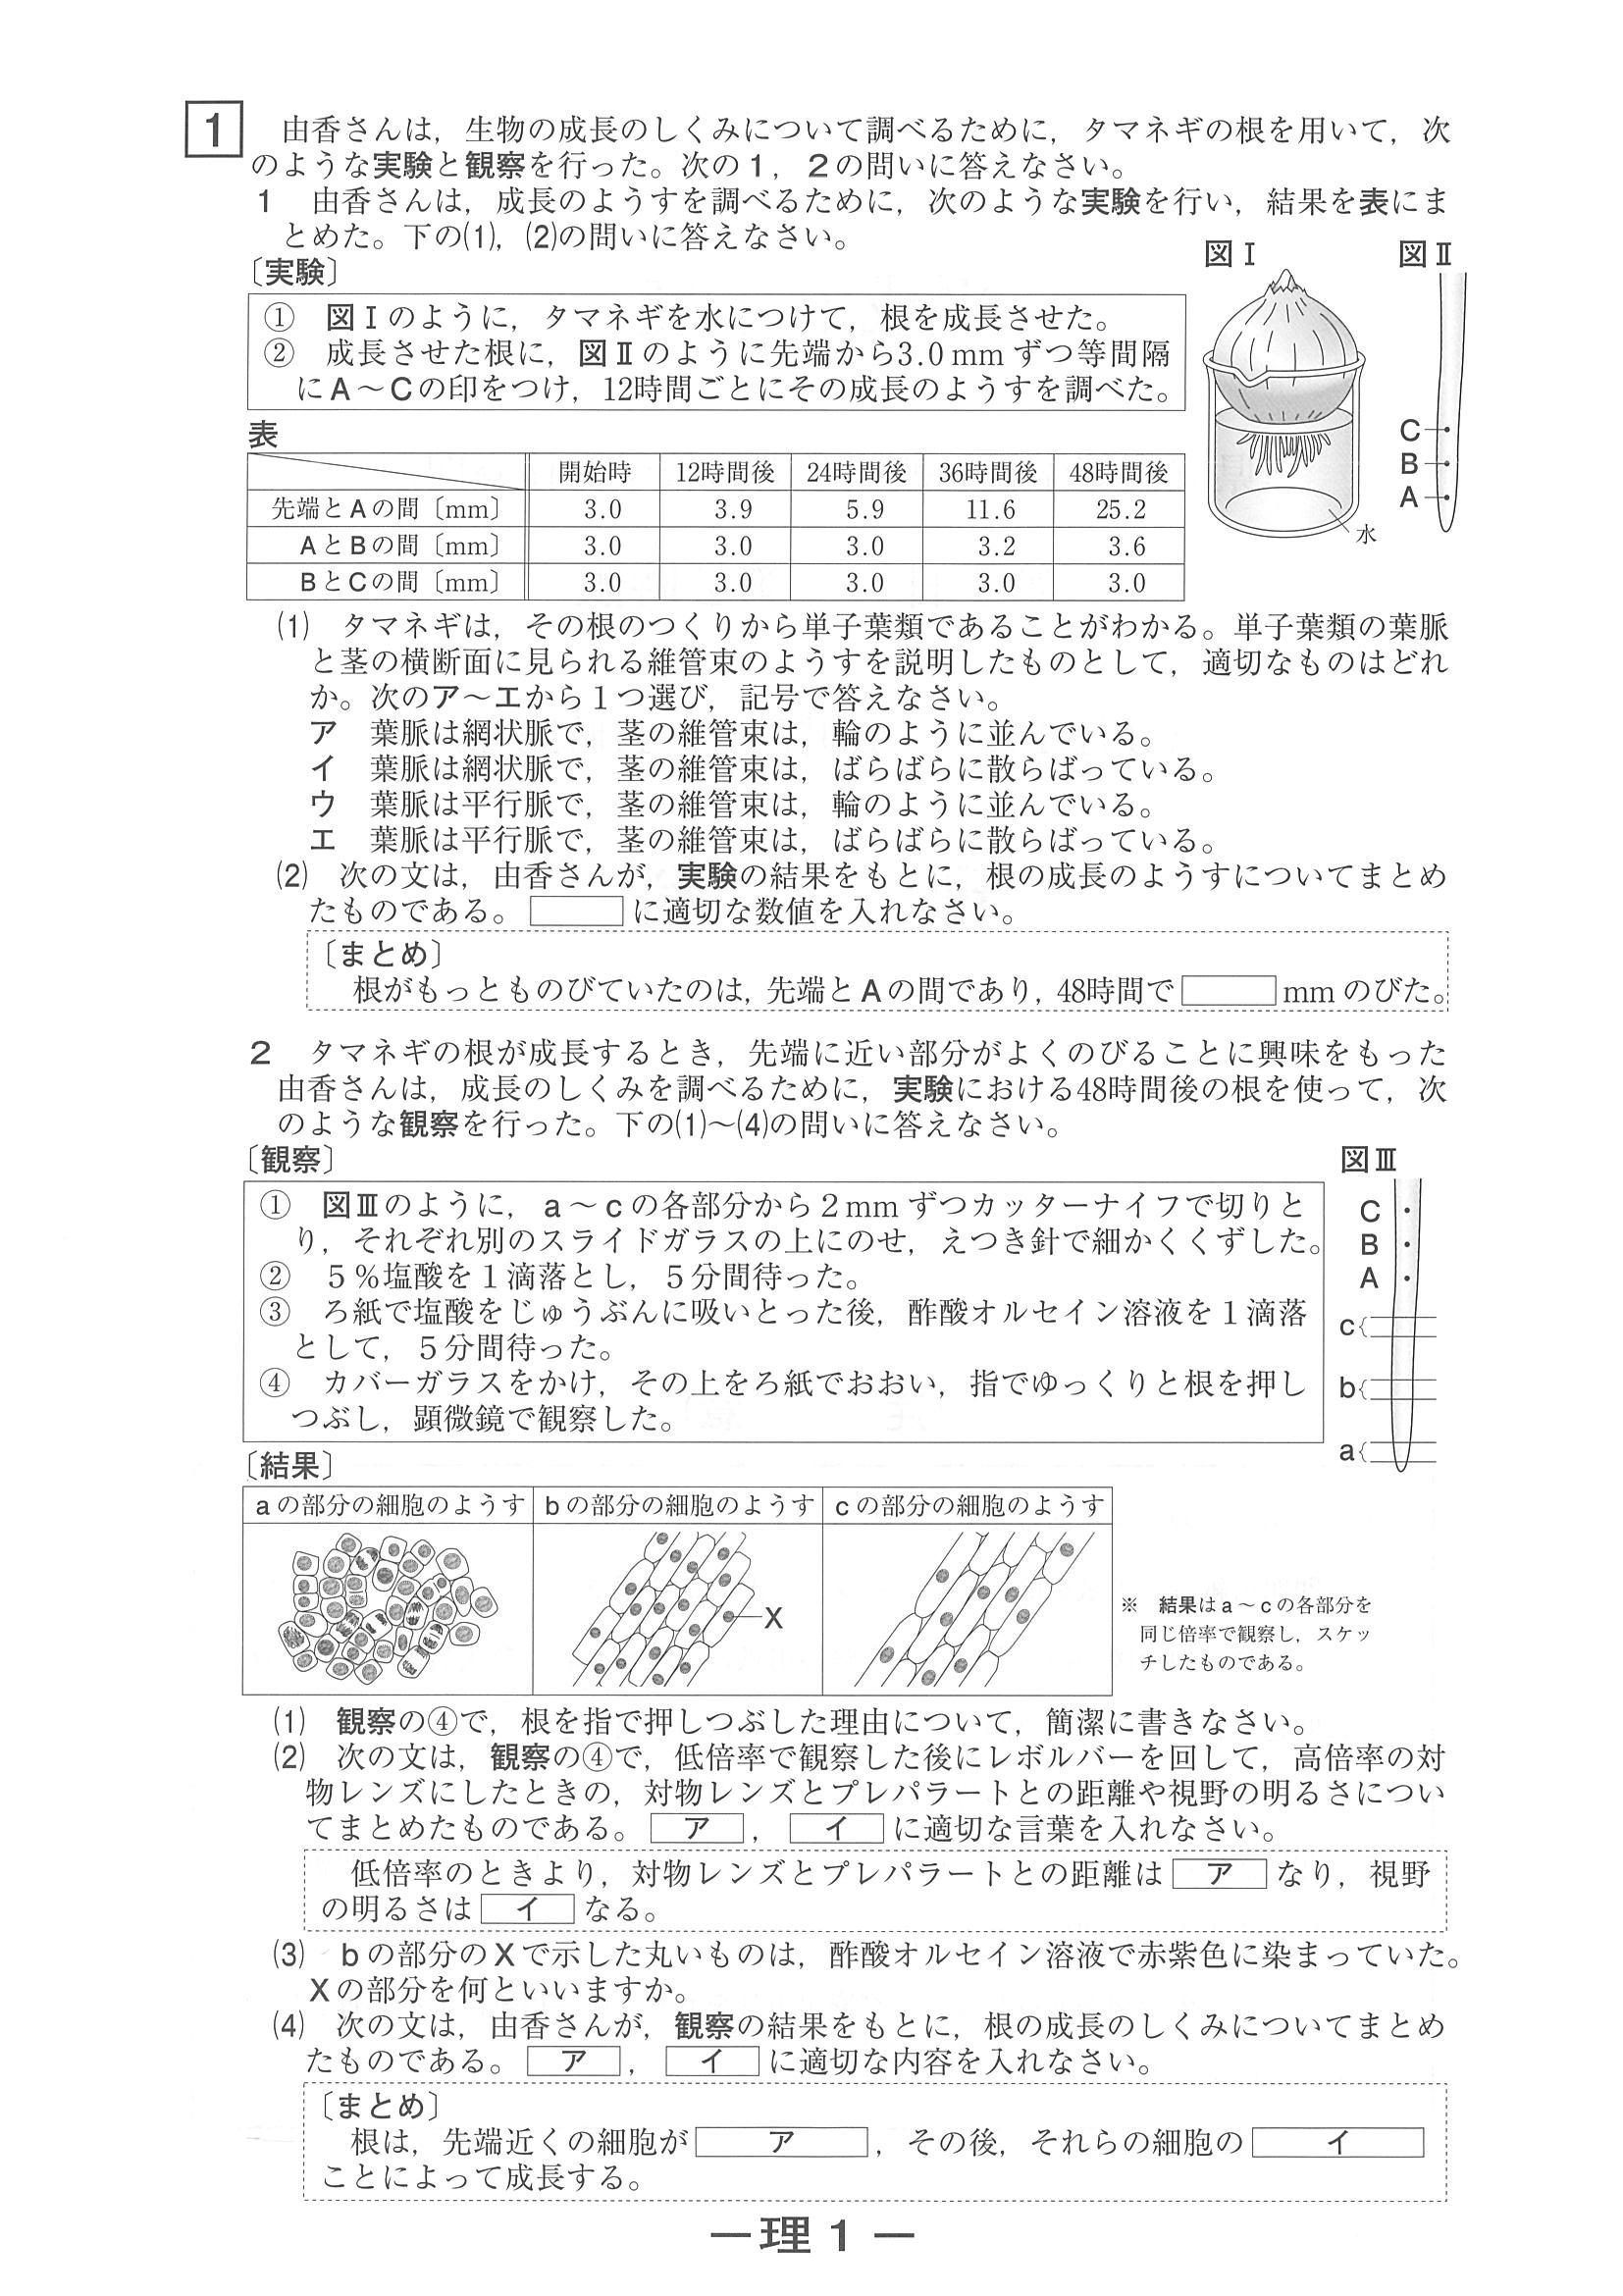 1 由香さんは，生物の成長のしくみについて調べるために，タマネギの根を用いて，次
のような実験と観察を行った。次の1，2の問いに答えなさい。
1 由香さんは，成長のようすを調べるために，次のような実験を行い，結果を表にま
とめた。下の(1)，(2)の問いに答えなさい。
〔実験〕
① 図Ⅰのように，タマネギを水につけて，根を成長させた。
② 成長させた根に，図Ⅱのように先端から3.0 mm ずつ等間隔
にA～Cの印をつけ，12時間ごとにその成長のようすを調べた。
図Ⅰ
水
図Ⅱ
C
B
A
表
開始時 12時間後 24時間後 36時間後 48時間後
先端とAの間〔mm〕 3.0 3.9 5.9 11.6 25.2
AとBの間〔mm〕 3.0 3.0 3.0 3.2 3.6
BとCの間〔mm〕 3.0 3.0 3.0 3.0 3.0
(1) タマネギは，その根のつくりから単子葉類であることがわかる。単子葉類の葉脈
と茎の横断面に見られる維管束のようすを説明したものとして，適切なものはどれ
か。次のア～エから1つ選び，記号で答えなさい。
ア 葉脈は網状脈で，茎の維管束は，輪のように並んでいる。
イ 葉脈は網状脈で，茎の維管束は，ばらばらに散らばっている。
ウ 葉脈は平行脈で，茎の維管束は，輪のように並んでいる。
エ 葉脈は平行脈で，茎の維管束は，ばらばらに散らばっている。
(2) 次の文は，由香さんが，実験の結果をもとに，根の成長のようすについてまとめ
たものである。 に適切な数値を入れなさい。
〔まとめ〕
根がもっとものびていたのは，先端とAの間であり，48時間で mm のびた。
2 タマネギの根が成長するとき，先端に近い部分がよくのびることに興味をもった
由香さんは，成長のしくみを調べるために，実験における48時間後の根を使って，次
のような観察を行った。下の(1)～(4)の問いに答えなさい。
〔観察〕
① 図Ⅲのように，a～cの各部分から2 mm ずつカッターナイフで切りと
り，それぞれ別のスライドガラスの上にのせ，えつき針で細かくくずした。
② 5％塩酸を1滴落とし，5分間待った。
③ ろ紙で塩酸をじゅうぶんに吸いとった後，酢酸オルセイン溶液を1滴落
として，5分間待った。
④ カバーガラスをかけ，その上をろ紙でおおい，指でゆっくりと根を押し
つぶし，顕微鏡で観察した。
図Ⅲ
C
B
A
c
b
a
〔結果〕
aの部分の細胞のようす bの部分の細胞のようす cの部分の細胞のようす
X
※ 結果はa～cの各部分を
同じ倍率で観察し，スケッ
チしたものである。
(1) 観察の④で，根を指で押しつぶした理由について，簡潔に書きなさい。
(2) 次の文は，観察の④で，低倍率で観察した後にレボルバーを回して，高倍率の対
物レンズにしたときの，対物レンズとプレパラートとの距離や視野の明るさについ
てまとめたものである。 ア ， イ に適切な言葉を入れなさい。
低倍率のときより，対物レンズとプレパラートとの距離は ア なり，視野
の明るさは イ なる。
(3) bの部分のXで示した丸いものは，酢酸オルセイン溶液で赤紫色に染まっていた。
Xの部分を何といいますか。
(4) 次の文は，由香さんが，観察の結果をもとに，根の成長のしくみについてまとめ
たものである。 ア ， イ に適切な内容を入れなさい。
〔まとめ〕
根は，先端近くの細胞が ア ，その後，それらの細胞の イ
ことによって成長する。
―理1―